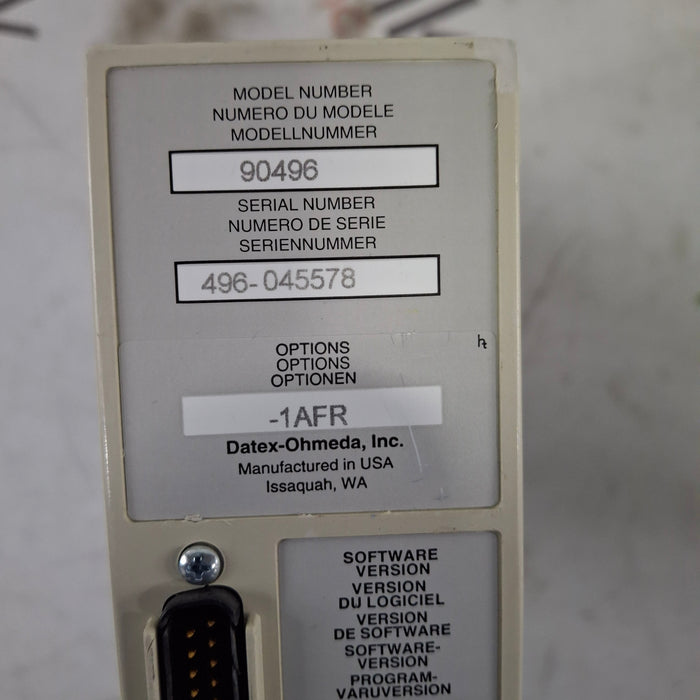 MODEL NUMBER
NUMERO DU MODELE
MODELLNUMMER
90496
SERIAL NUMBER
NUMERO DE SERIE
SERIENNUMMER
496-045578
OPTIONS
OPTIONS
OPTIONEN
-1AFR
Datex-Ohmeda, Inc.
Manufactured in USA
Issaquah, WA
SOFTWARE
VERSION
VERSION
DU LOGICIEL
VERSION
DE SOFTWARE
SOFTWARE-
VERSION
PROGRAM-
VARUVERSION